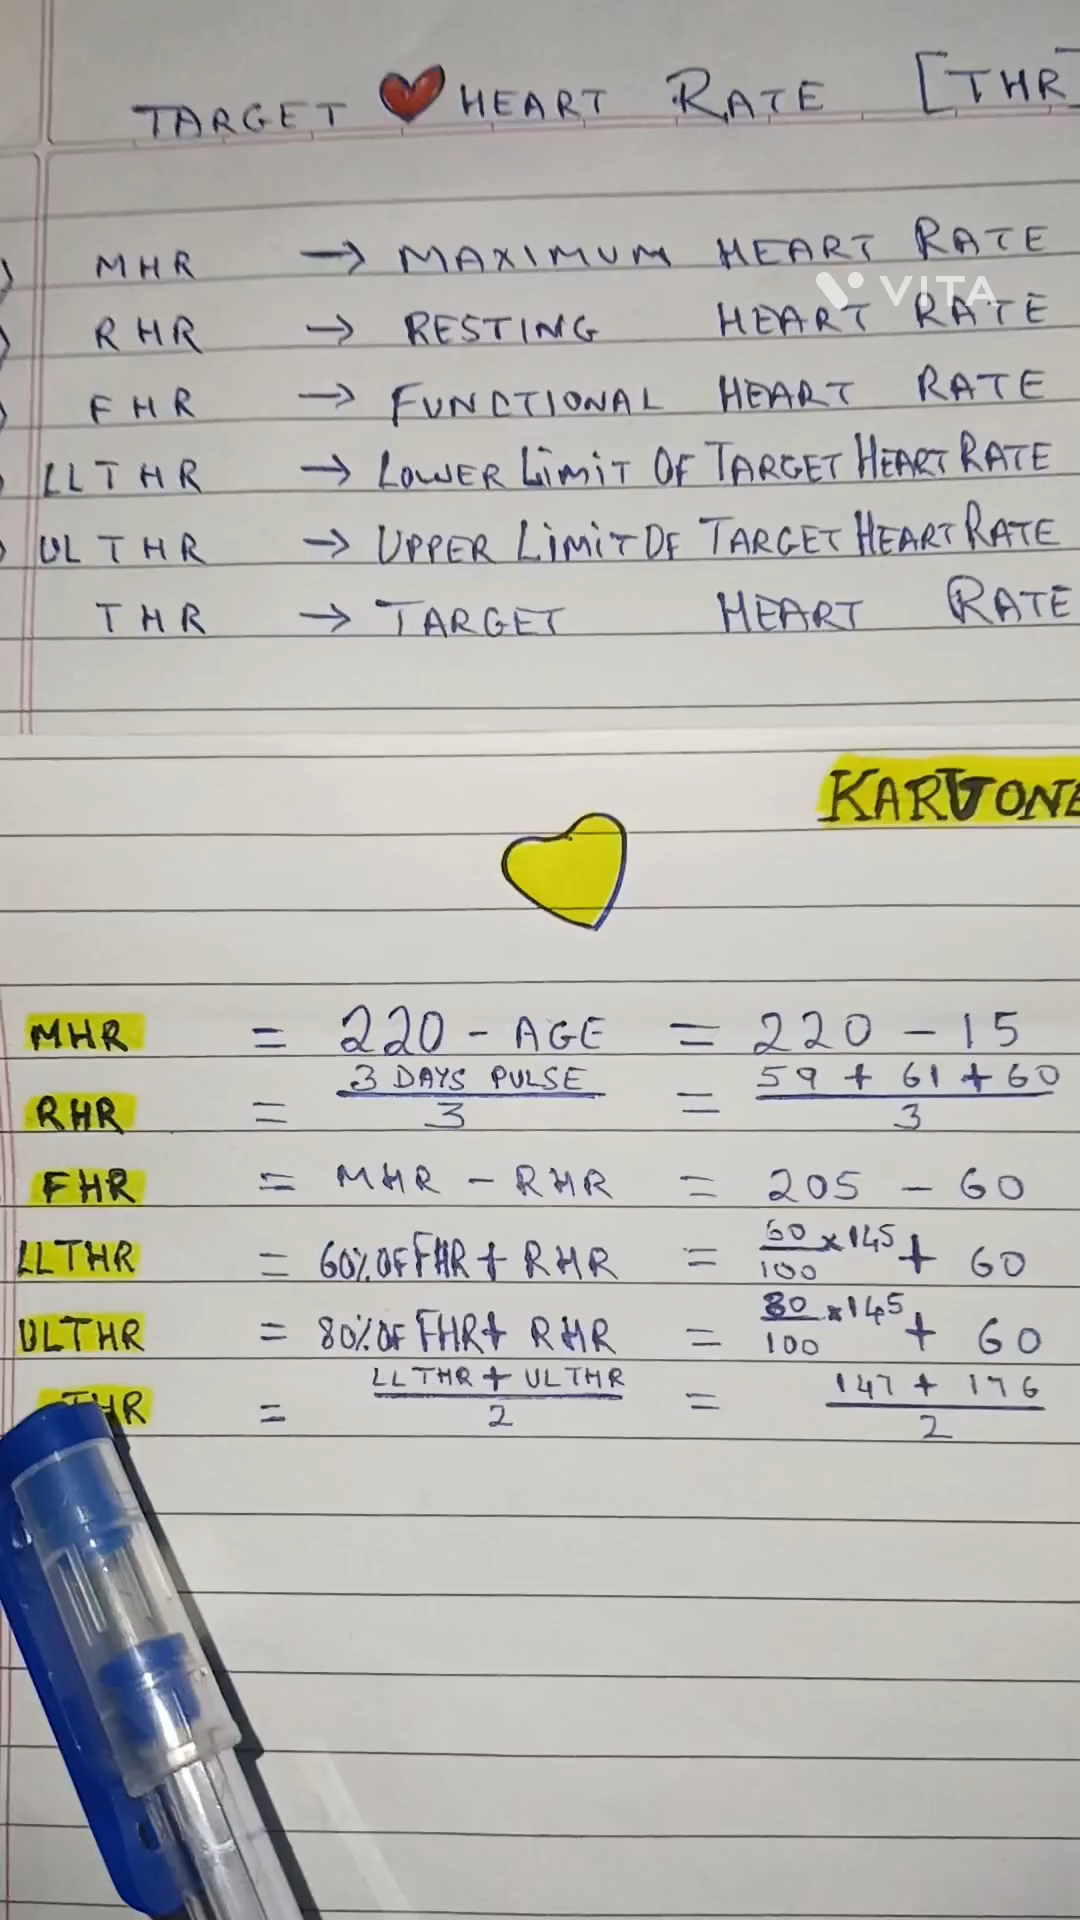 TARGET HEART RATE [THR]
MHR → MAXIMUM HEART RATE
VITA
RHR → RESTING HEART RATE
FHR → FUNCTIONAL HEART RATE
LLTHR → LOWER LIMIT OF TARGET HEART RATE
ULTHR → UPPER LIMIT OF TARGET HEART RATE
THR → TARGET HEART RATE
KARVONE
MHR = 220 - AGE = 220 - 15
RHR = 3 DAYS PULSE / 3 = 59 + 61 + 60 / 3
FHR = MHR - RHR = 205 - 60
LLTHR = 60% OF FHR + RHR = 60/100 × 145 + 60
ULTHR = 80% OF FHR + RHR = 80/100 × 145 + 60
THR = LLTHR + ULTHR / 2 = 147 + 176 / 2